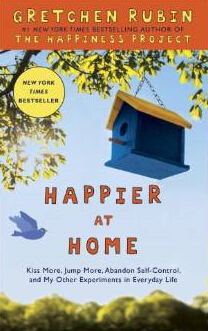 GRETCHEN RUBIN
#1 NEW YORK TIMES BESTSELLING AUTHOR OF
THE HAPPINESS PROJECT
NEW YORK
TIMES
BESTSELLER
HAPPIER
AT
HOME
Kiss More, Jump More, Abandon Self-Control,
and My Other Experiments in Everyday Life